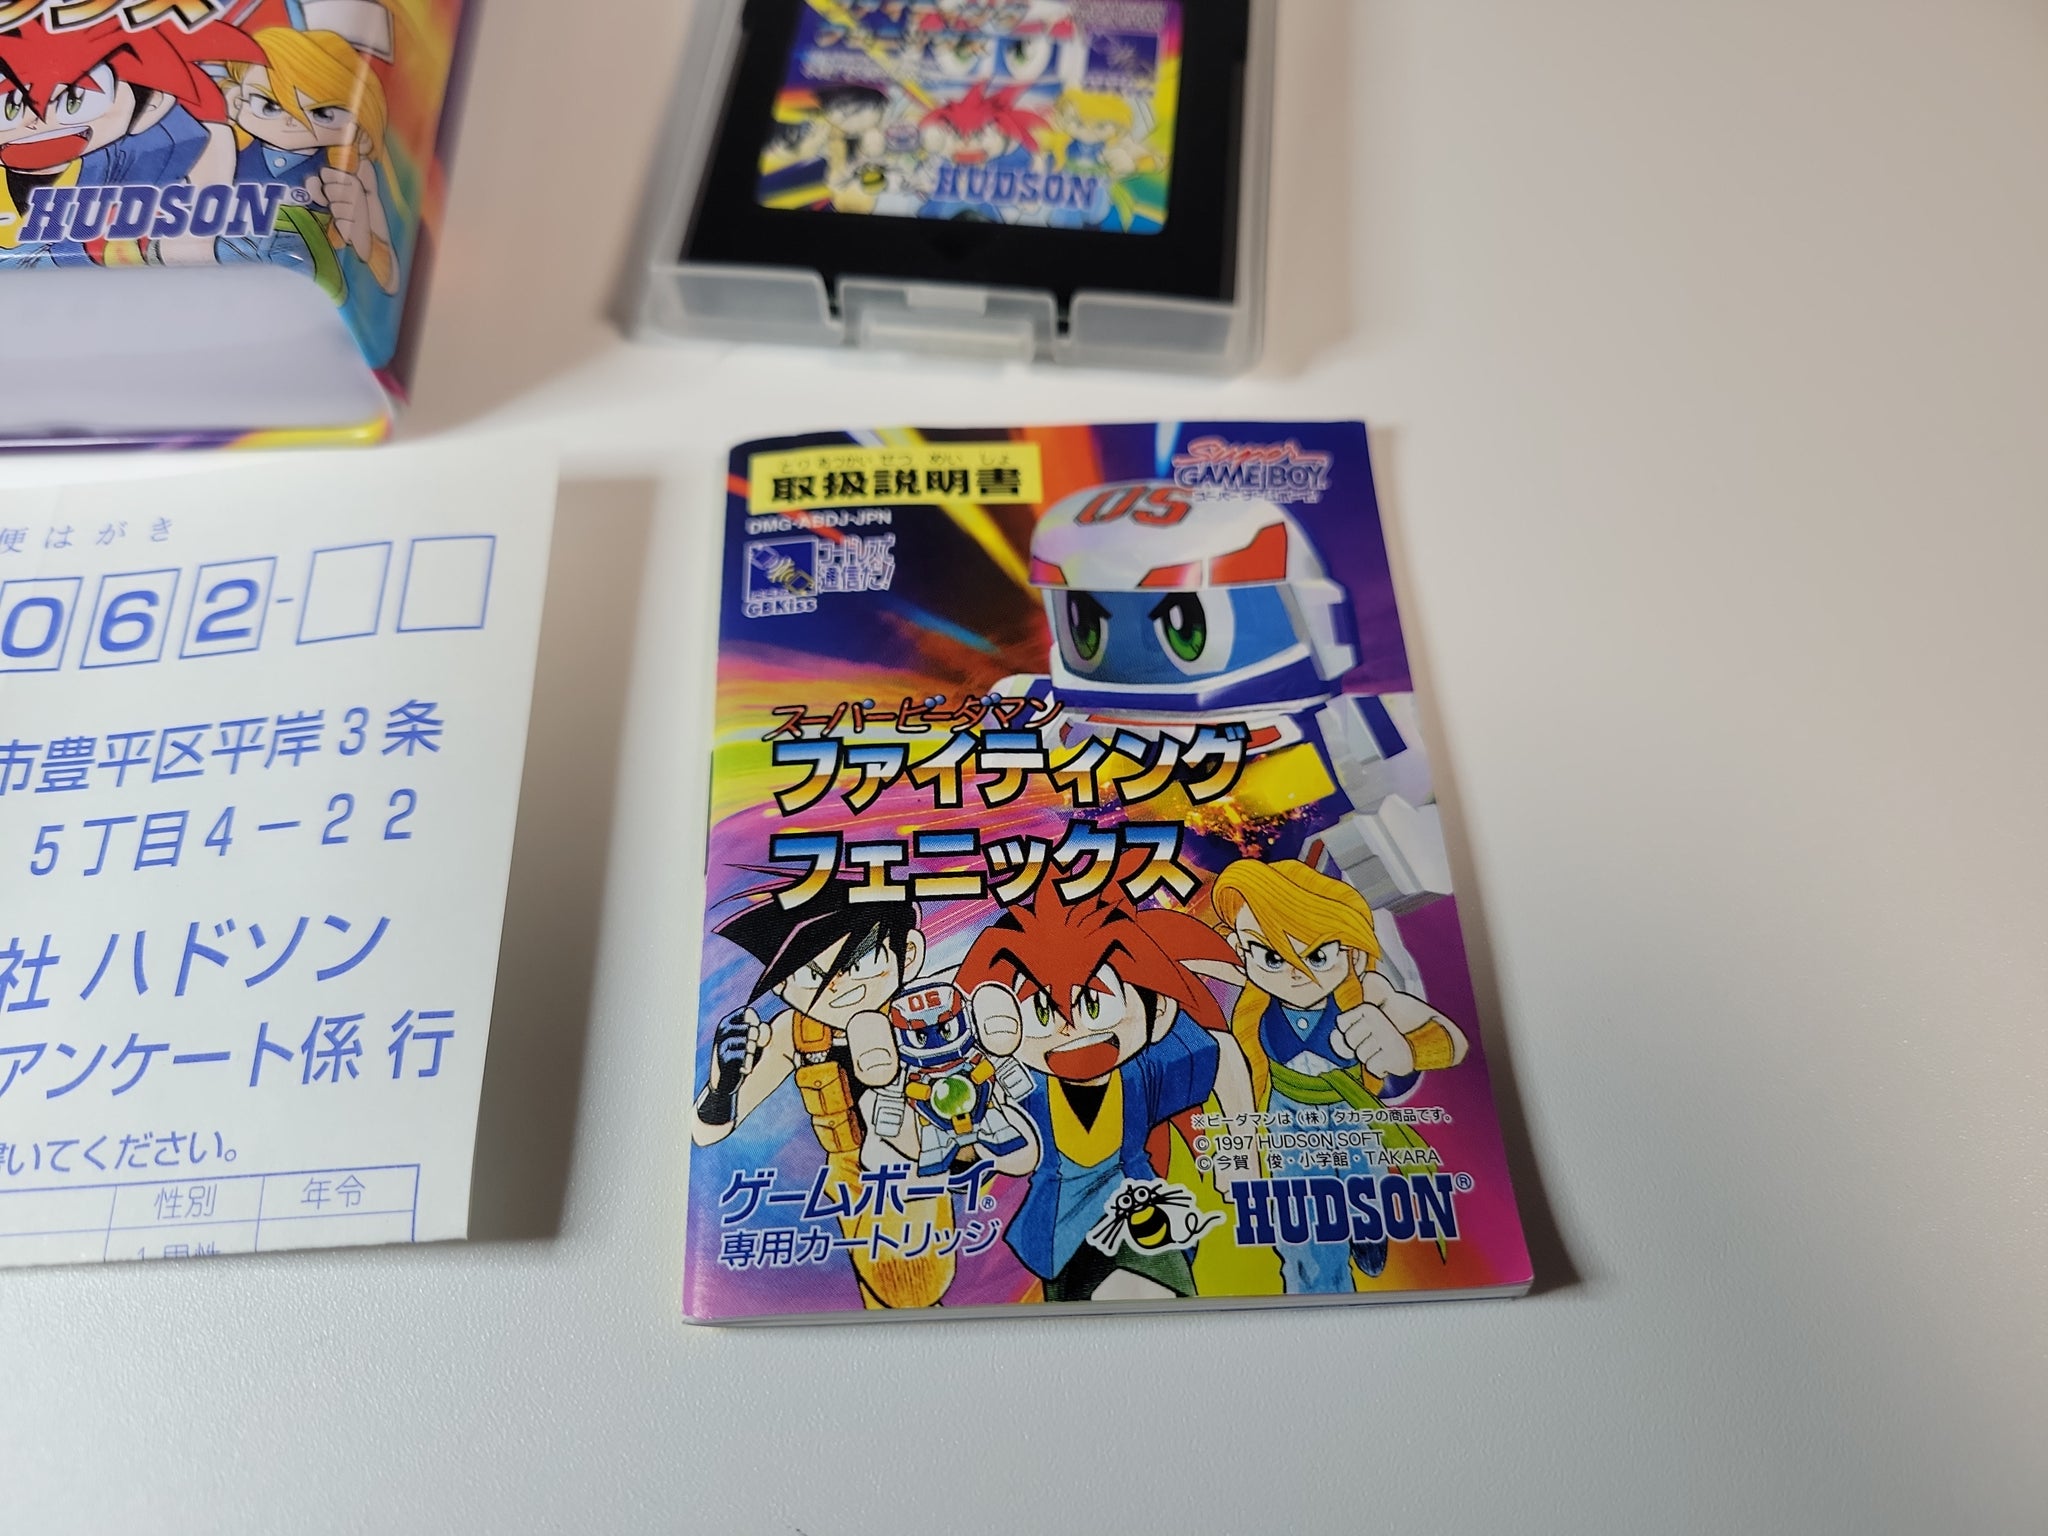 HUDSON®
HUDSON
便はがき
062-
市豊平区平岸3条
5丁目4-22
社 ハドソン
アンケート係 行
いてください。
性別 年令
とりあつかいせつめいしょ
取扱説明書
DMG-ABDJ-JPN
コードレスで
通信だ!
GBKiss
Super
GAME BOY
スーパーゲームボーイ
05
スーパービーダマン
ファイティング
フェニックス
05
※ビーダマンは(株)タカラの商品です。
© 1997 HUDSON SOFT
© 今賀 俊・小学館・TAKARA
ゲームボーイ®
専用カートリッジ
HUDSON®